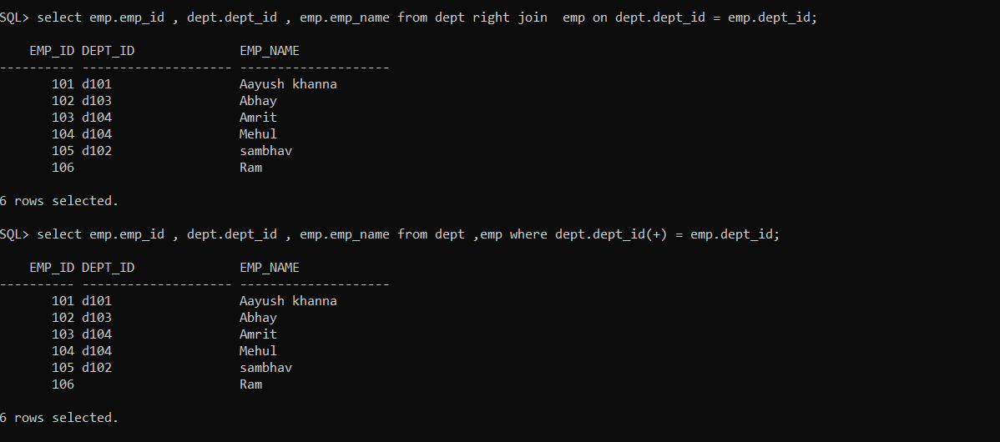 SQL> select emp.emp_id , dept.dept_id , emp.emp_name from dept right join  emp on dept.dept_id = emp.dept_id;
    EMP_ID DEPT_ID              EMP_NAME
---------- -------------------- --------------------
       101 d101                 Aayush khanna
       102 d103                 Abhay
       103 d104                 Amrit
       104 d104                 Mehul
       105 d102                 sambhav
       106                      Ram
6 rows selected.
SQL> select emp.emp_id , dept.dept_id , emp.emp_name from dept ,emp where dept.dept_id(+) = emp.dept_id;
    EMP_ID DEPT_ID              EMP_NAME
---------- -------------------- --------------------
       101 d101                 Aayush khanna
       102 d103                 Abhay
       103 d104                 Amrit
       104 d104                 Mehul
       105 d102                 sambhav
       106                      Ram
6 rows selected.